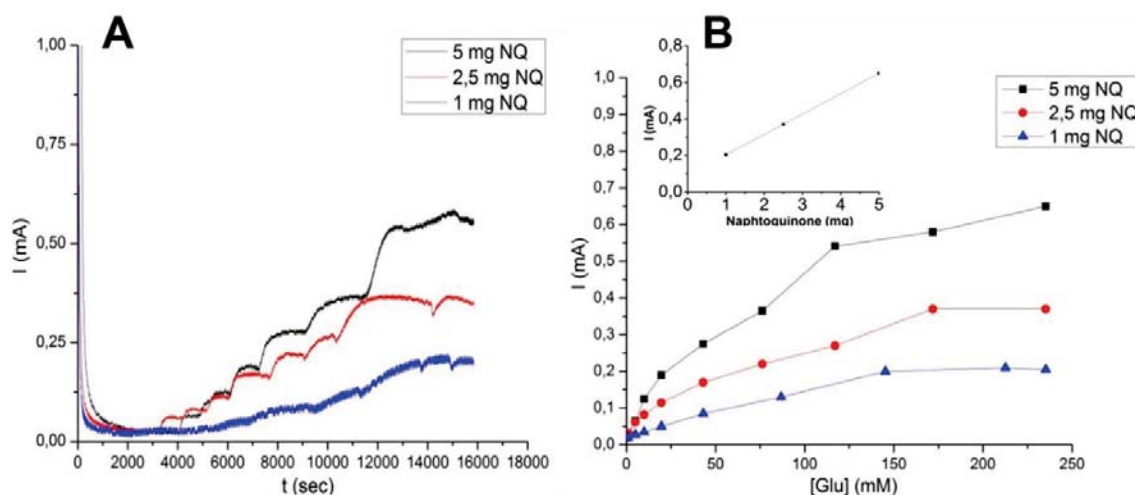 A
1,00
0,75
0,50
0,25
0,00
I (mA)
0 2000 4000 6000 8000 10000 12000 14000 16000 18000
t (sec)
5 mg NQ
2,5 mg NQ
1 mg NQ
B
1,0
0,9
0,8
0,7
0,6
0,5
0,4
0,3
0,2
0,1
0,0
I (mA)
0 50 100 150 200 250
[Glu] (mM)
5 mg NQ
2,5 mg NQ
1 mg NQ
0,8
0,6
0,4
0,2
0,0
I (mA)
0 1 2 3 4 5
Naphtoquinone (mg)